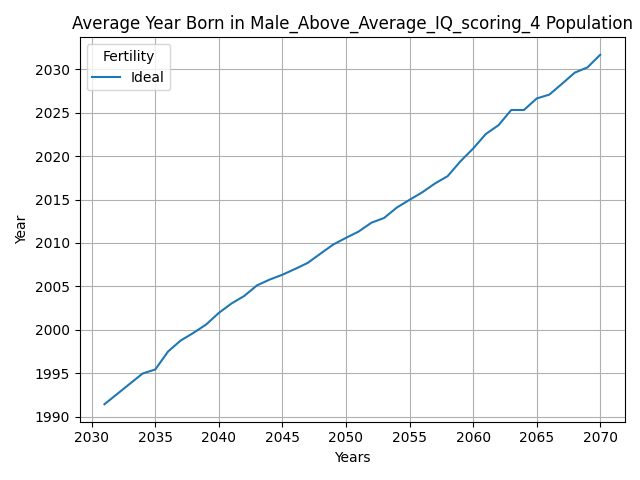 Average Year Born in Male_Above_Average_IQ_scoring_4 Population
Fertility
Ideal
Year
2030
2025
2020
2015
2010
2005
2000
1995
1990
2030 2035 2040 2045 2050 2055 2060 2065 2070
Years